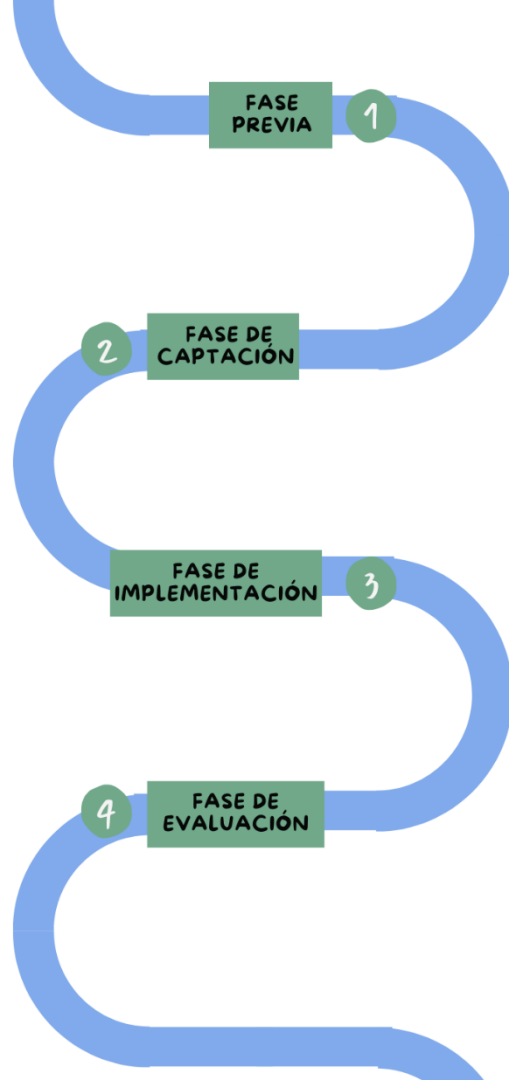 FASE
PREVIA
1
2
FASE DE
CAPTACIÓN
FASE DE
IMPLEMENTACIÓN
3
4
FASE DE
EVALUACIÓN